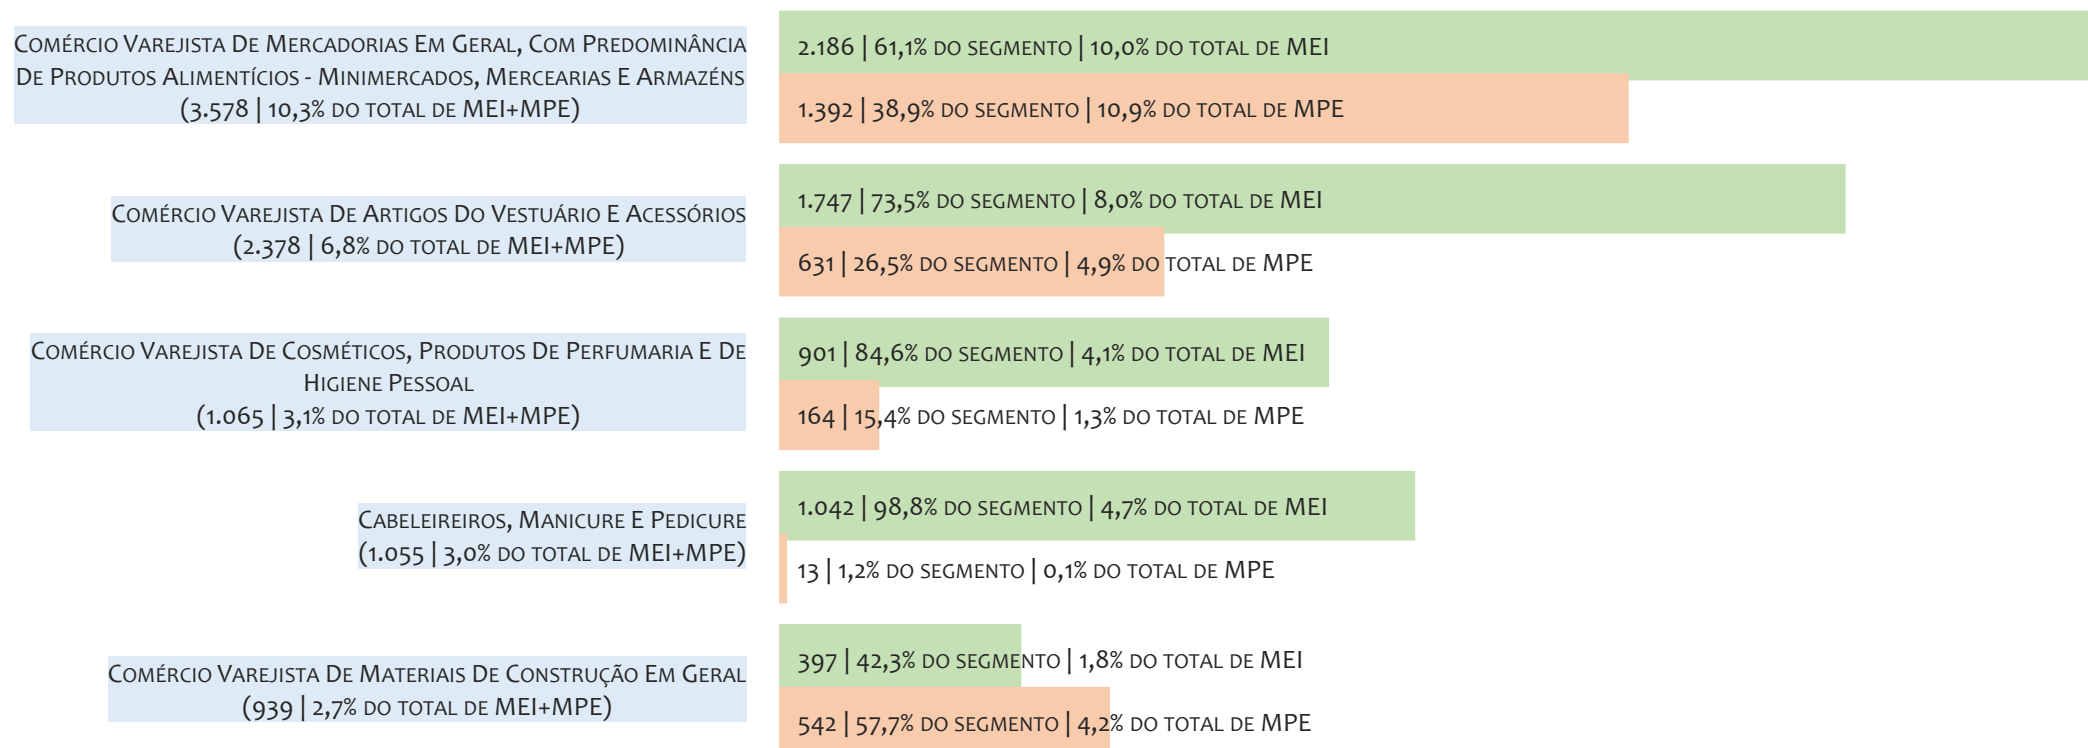 Comércio Varejista De Mercadorias Em Geral, Com Predominância
De Produtos Alimentícios - Minimercados, Mercearias E Armazéns
(3.578 | 10,3% do total de MEI+MPE)
2.186 | 61,1% do segmento | 10,0% do total de MEI
1.392 | 38,9% do segmento | 10,9% do total de MPE
Comércio Varejista De Artigos Do Vestuário E Acessórios
(2.378 | 6,8% do total de MEI+MPE)
1.747 | 73,5% do segmento | 8,0% do total de MEI
631 | 26,5% do segmento | 4,9% do total de MPE
Comércio Varejista De Cosméticos, Produtos De Perfumaria E De
Higiene Pessoal
(1.065 | 3,1% do total de MEI+MPE)
901 | 84,6% do segmento | 4,1% do total de MEI
164 | 15,4% do segmento | 1,3% do total de MPE
Cabeleireiros, Manicure E Pedicure
(1.055 | 3,0% do total de MEI+MPE)
1.042 | 98,8% do segmento | 4,7% do total de MEI
13 | 1,2% do segmento | 0,1% do total de MPE
Comércio Varejista De Materiais De Construção Em Geral
(939 | 2,7% do total de MEI+MPE)
397 | 42,3% do segmento | 1,8% do total de MEI
542 | 57,7% do segmento | 4,2% do total de MPE